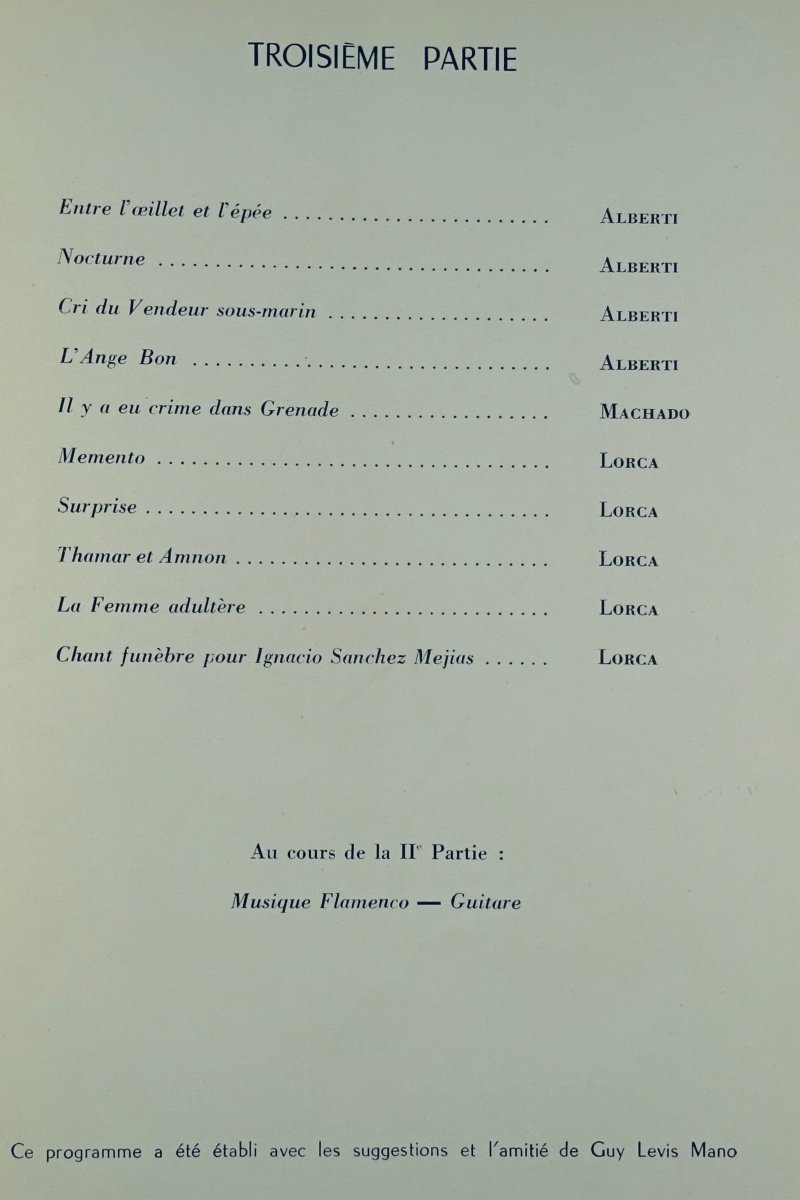 TROISIÈME PARTIE
Entre l'œillet et l'épée ........................ ALBERTI
Nocturne ................................... ALBERTI
Cri du Vendeur sous-marin .................... ALBERTI
L'Ange Bon ................................ ALBERTI
Il y a eu crime dans Grenade .................. MACHADO
Memento ................................... LORCA
Surprise .................................... LORCA
Thamar et Amnon ............................ LORCA
La Femme adultère .......................... LORCA
Chant funèbre pour Ignacio Sanchez Mejias ...... LORCA
Au cours de la IIe Partie :
Musique Flamenco — Guitare
Ce programme a été établi avec les suggestions et l'amitié de Guy Levis Mano